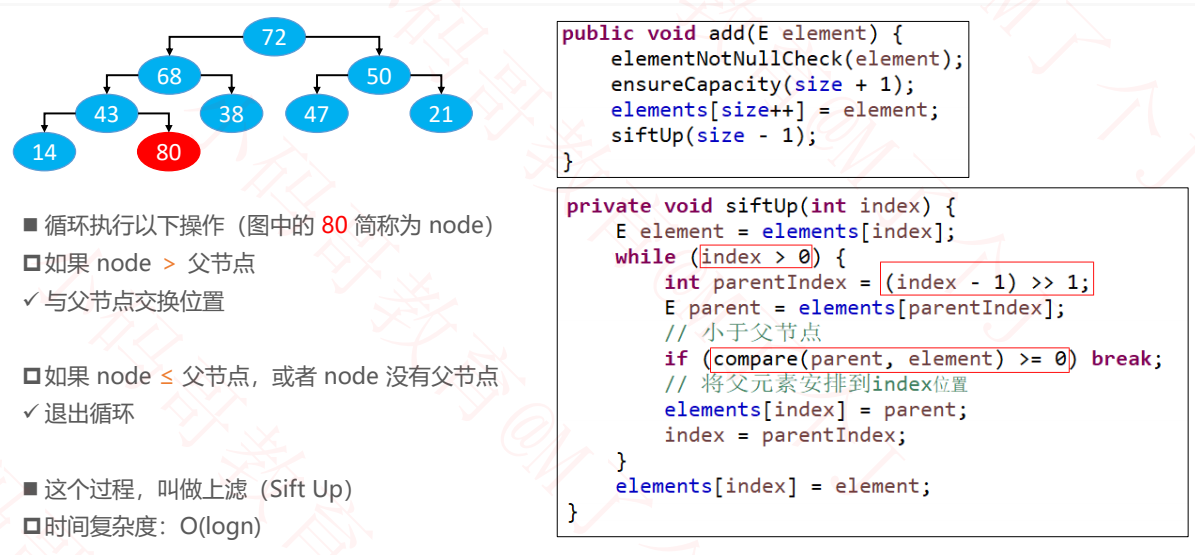 72
68
50
43
38
47
21
14
80
■ 循环执行以下操作（图中的 80 简称为 node）
如果 node > 父节点
✓ 与父节点交换位置
如果 node ≤ 父节点，或者 node 没有父节点
✓ 退出循环
■ 这个过程，叫做上滤（Sift Up）
时间复杂度：O(logn)
public void add(E element) {
elementNotNullCheck(element);
ensureCapacity(size + 1);
elements[size++] = element;
siftUp(size - 1);
}
private void siftUp(int index) {
E element = elements[index];
while (index > 0) {
int parentIndex = (index - 1) >> 1;
E parent = elements[parentIndex];
// 小于父节点
if (compare(parent, element) >= 0) break;
// 将父元素安排到index位置
elements[index] = parent;
index = parentIndex;
}
elements[index] = element;
}